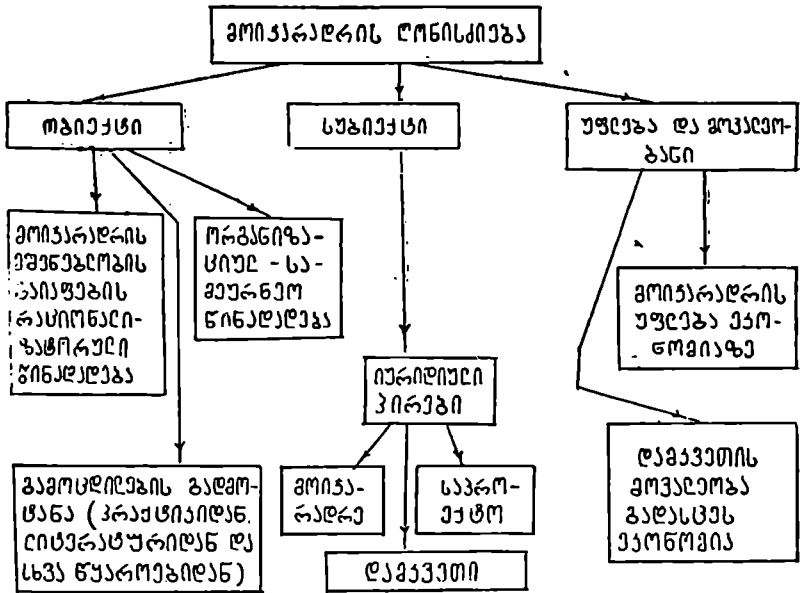 მოიჯარადრის ღონისძიება
ობიექტი
სუბიექტი
უფლება და მოვალეო-
ბანი
მოიჯარადრის
მშენებლობის
გაიაფების
რაციონალი-
ზატორული
წინადადება
ორგანიზა-
ციულ - სა-
მეურნეო
წინადადება
იურიდიული
პირები
მოიჯარადრის
უფლება ეკო-
ნომიაზე
გამოცდილების გადმო-
ტანა (პრაქტიკიდან,
ლიტერატურიდან და
სხვა წყაროებიდან)
მოიჯა-
რადრე
საპრო-
ექტო
დამკვეთი
დამკვეთის
მოვალეობა
გადასცეს
ეკონომია